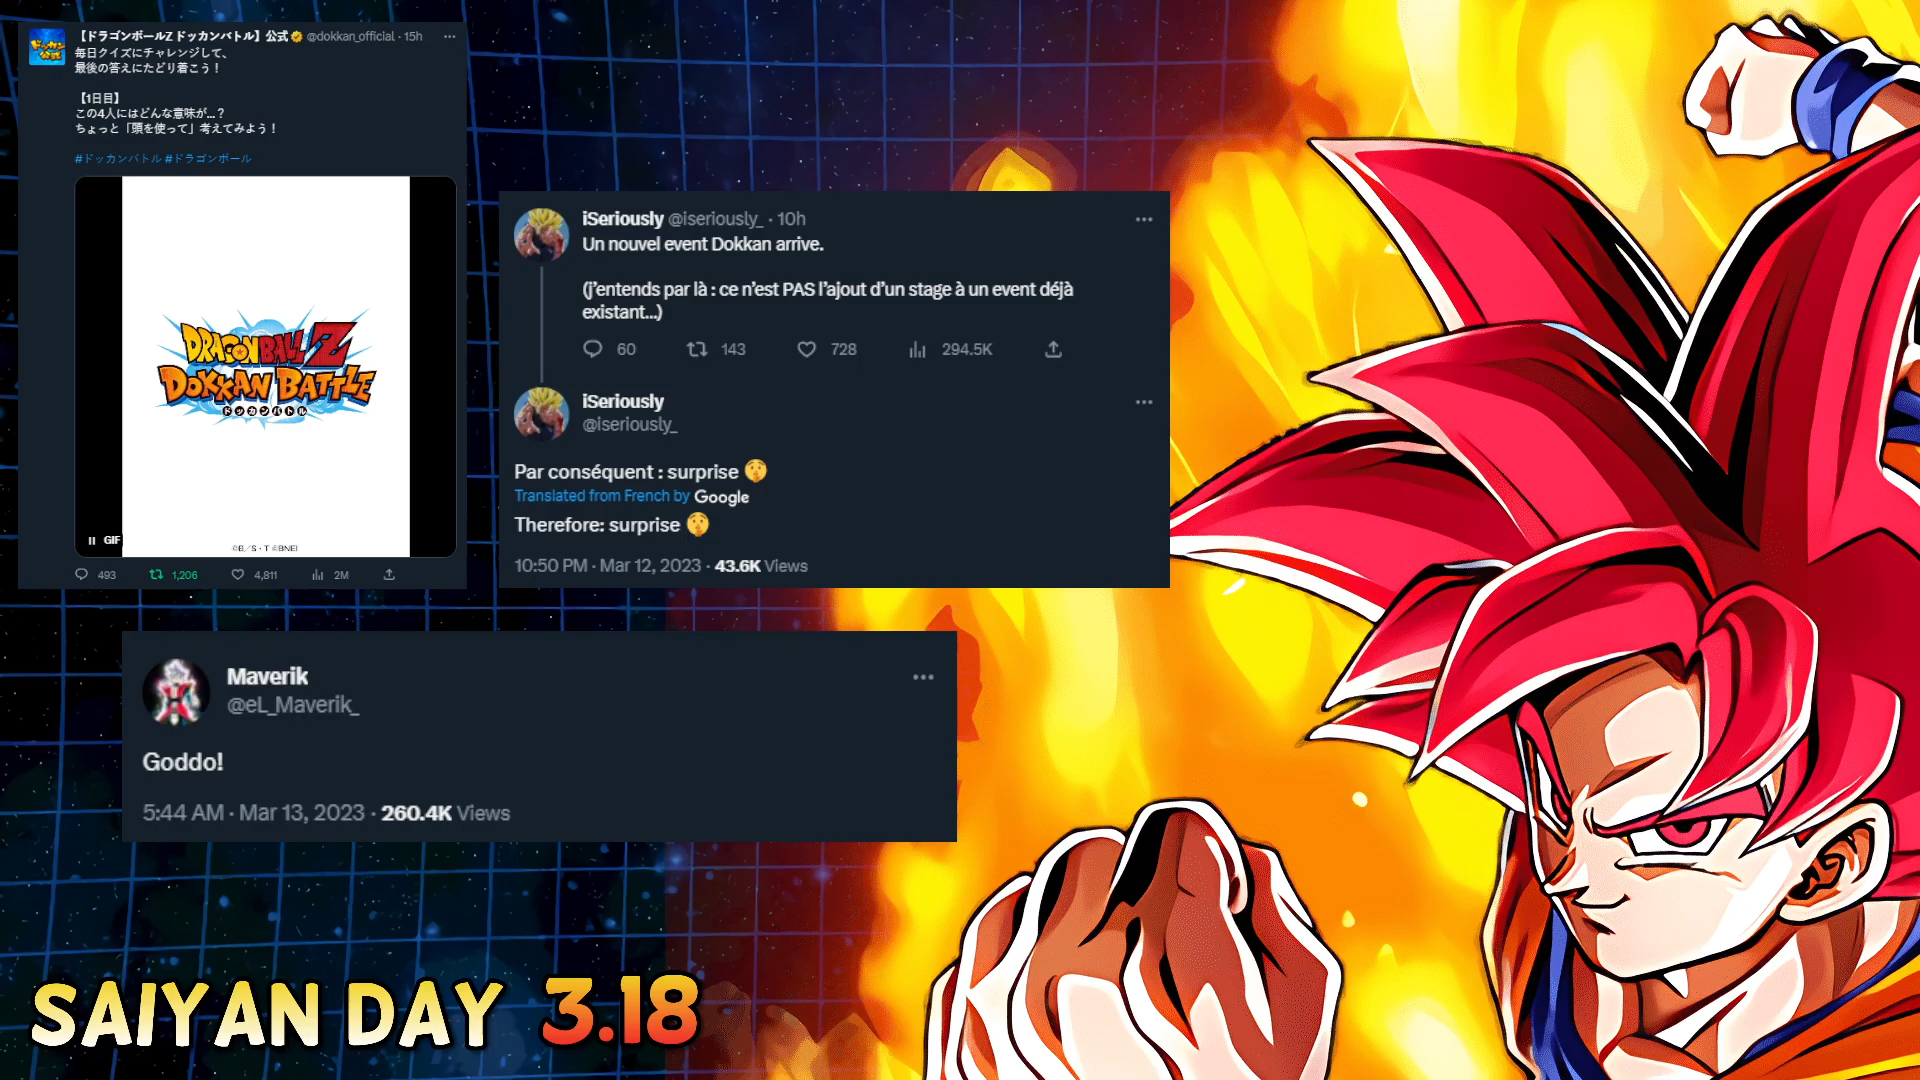 【ドラゴンボールZ ドッカンバトル】公式 @dokkan_official · 15h
毎日クイズにチャレンジして、
最後の答えにたどり着こう！
【1日目】
この4人にはどんな意味が...？
ちょっと「頭を使って」考えてみよう！
#ドッカンバトル #ドラゴンボール
DRAGONBALL Z
DOKKAN BATTLE
ドッカンバトル
GIF
©B／S・T ©BNEI
493 1,206 4,811 2M
iSeriously @iseriously_ · 10h
Un nouvel event Dokkan arrive.
(j'entends par là : ce n'est PAS l'ajout d'un stage à un event déjà
existant...)
60 143 728 294.5K
iSeriously
@iseriously_
Par conséquent : surprise 🤫
Translated from French by Google
Therefore: surprise 🤫
10:50 PM · Mar 12, 2023 · 43.6K Views
Maverik
@eL_Maverik_
Goddo!
5:44 AM · Mar 13, 2023 · 260.4K Views
SAIYAN DAY 3.18